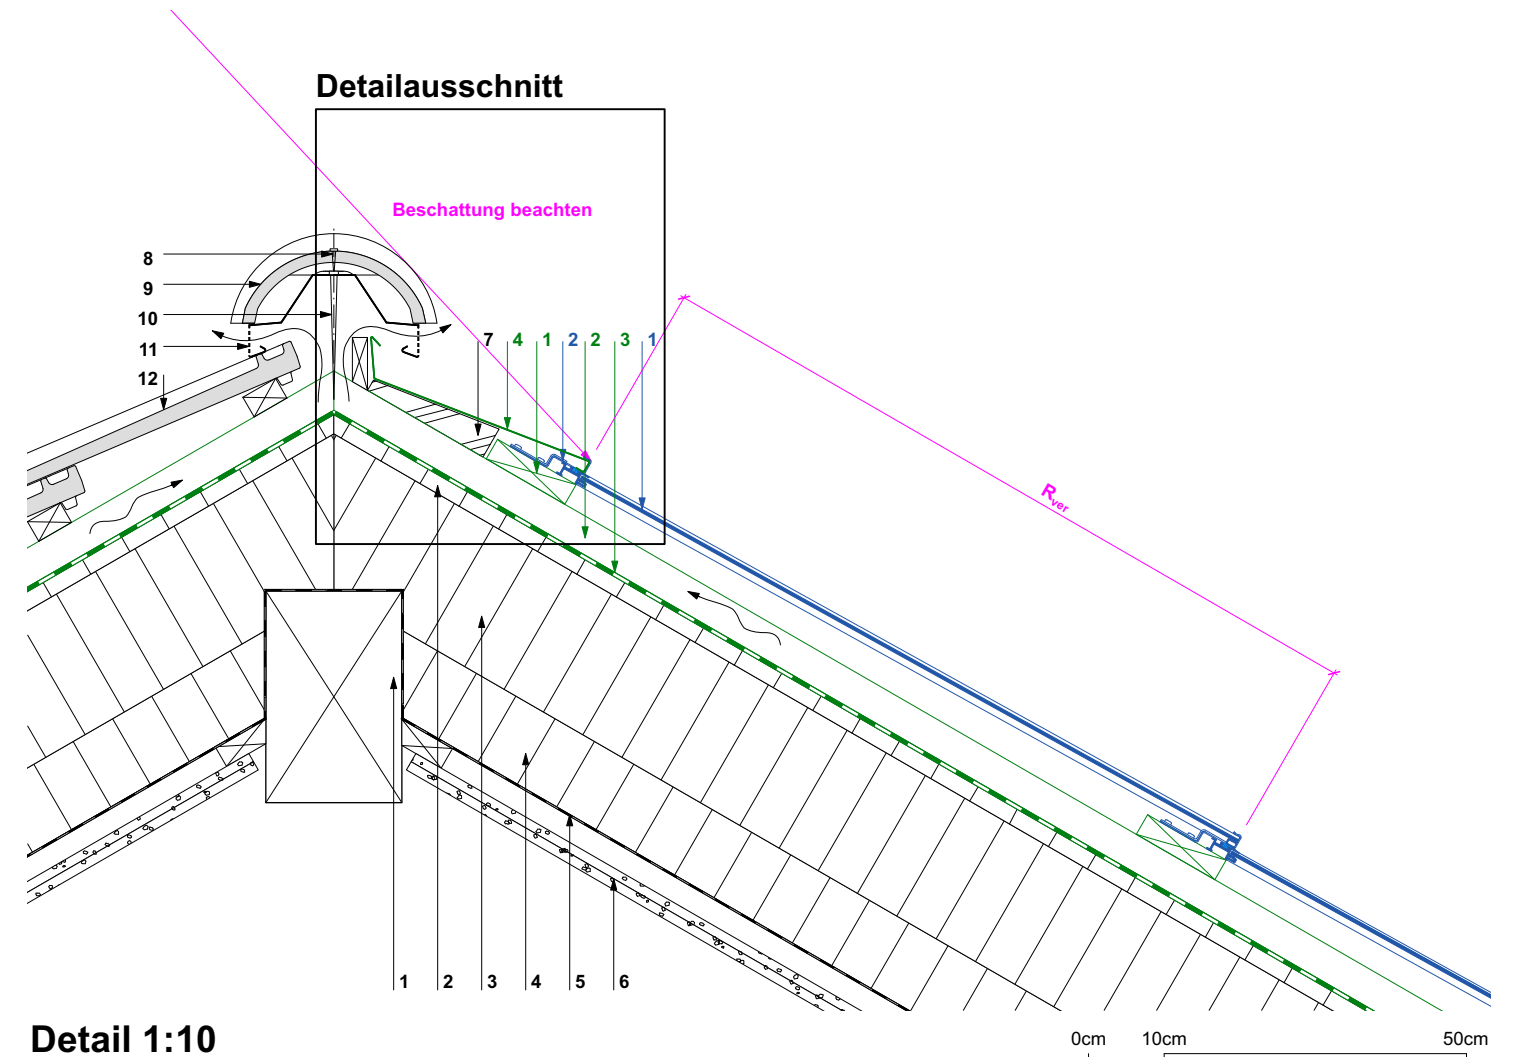 Detailausschnitt
Beschattung beachten
8
9
10
11
12
7 4 1 2 2 3 1
Rver
1 2 3 4 5 6
Detail 1:10
0cm 10cm 50cm